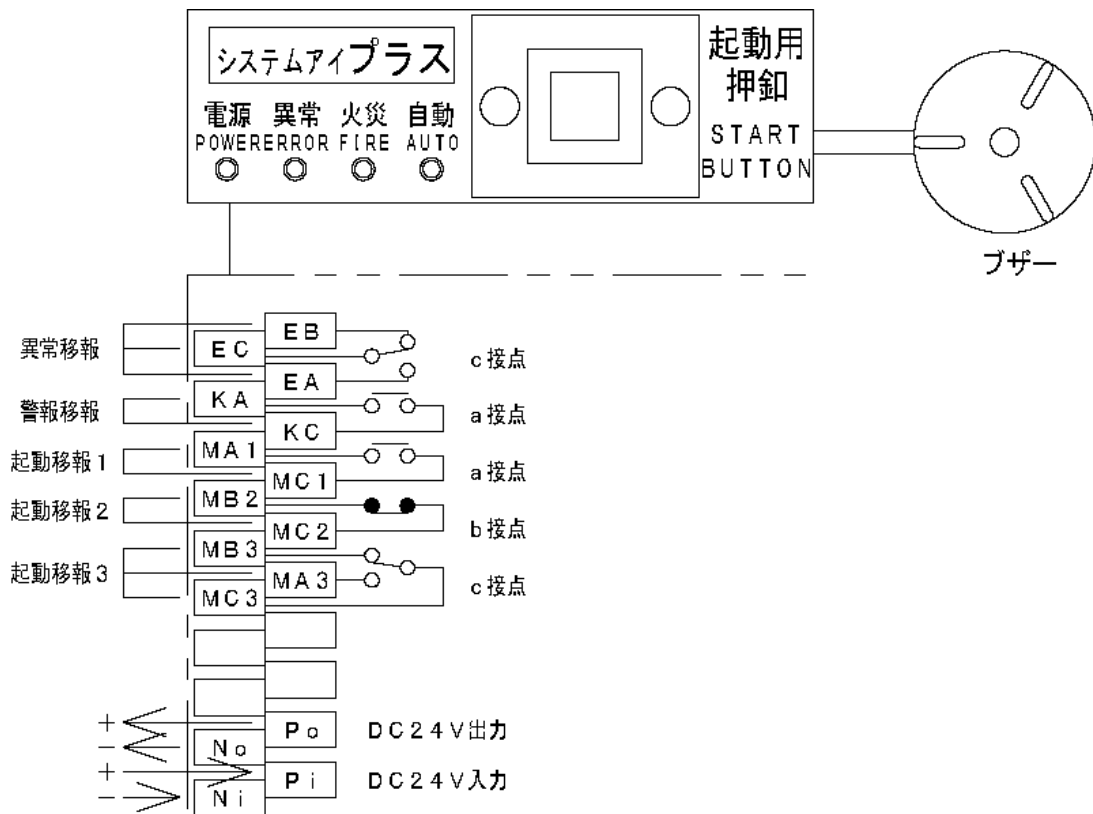 システムアイプラス
電源 異常 火災 自動
POWER ERROR FIRE AUTO
起動用
押釦
START
BUTTON
ブザー
異常移報
EB
EC
EA
c接点
警報移報
KA
KC
a接点
起動移報1
MA1
MC1
a接点
起動移報2
MB2
MC2
b接点
起動移報3
MB3
MA3
MC3
c接点
+
Po
DC24V出力
−
No
+
Pi
DC24V入力
−
Ni